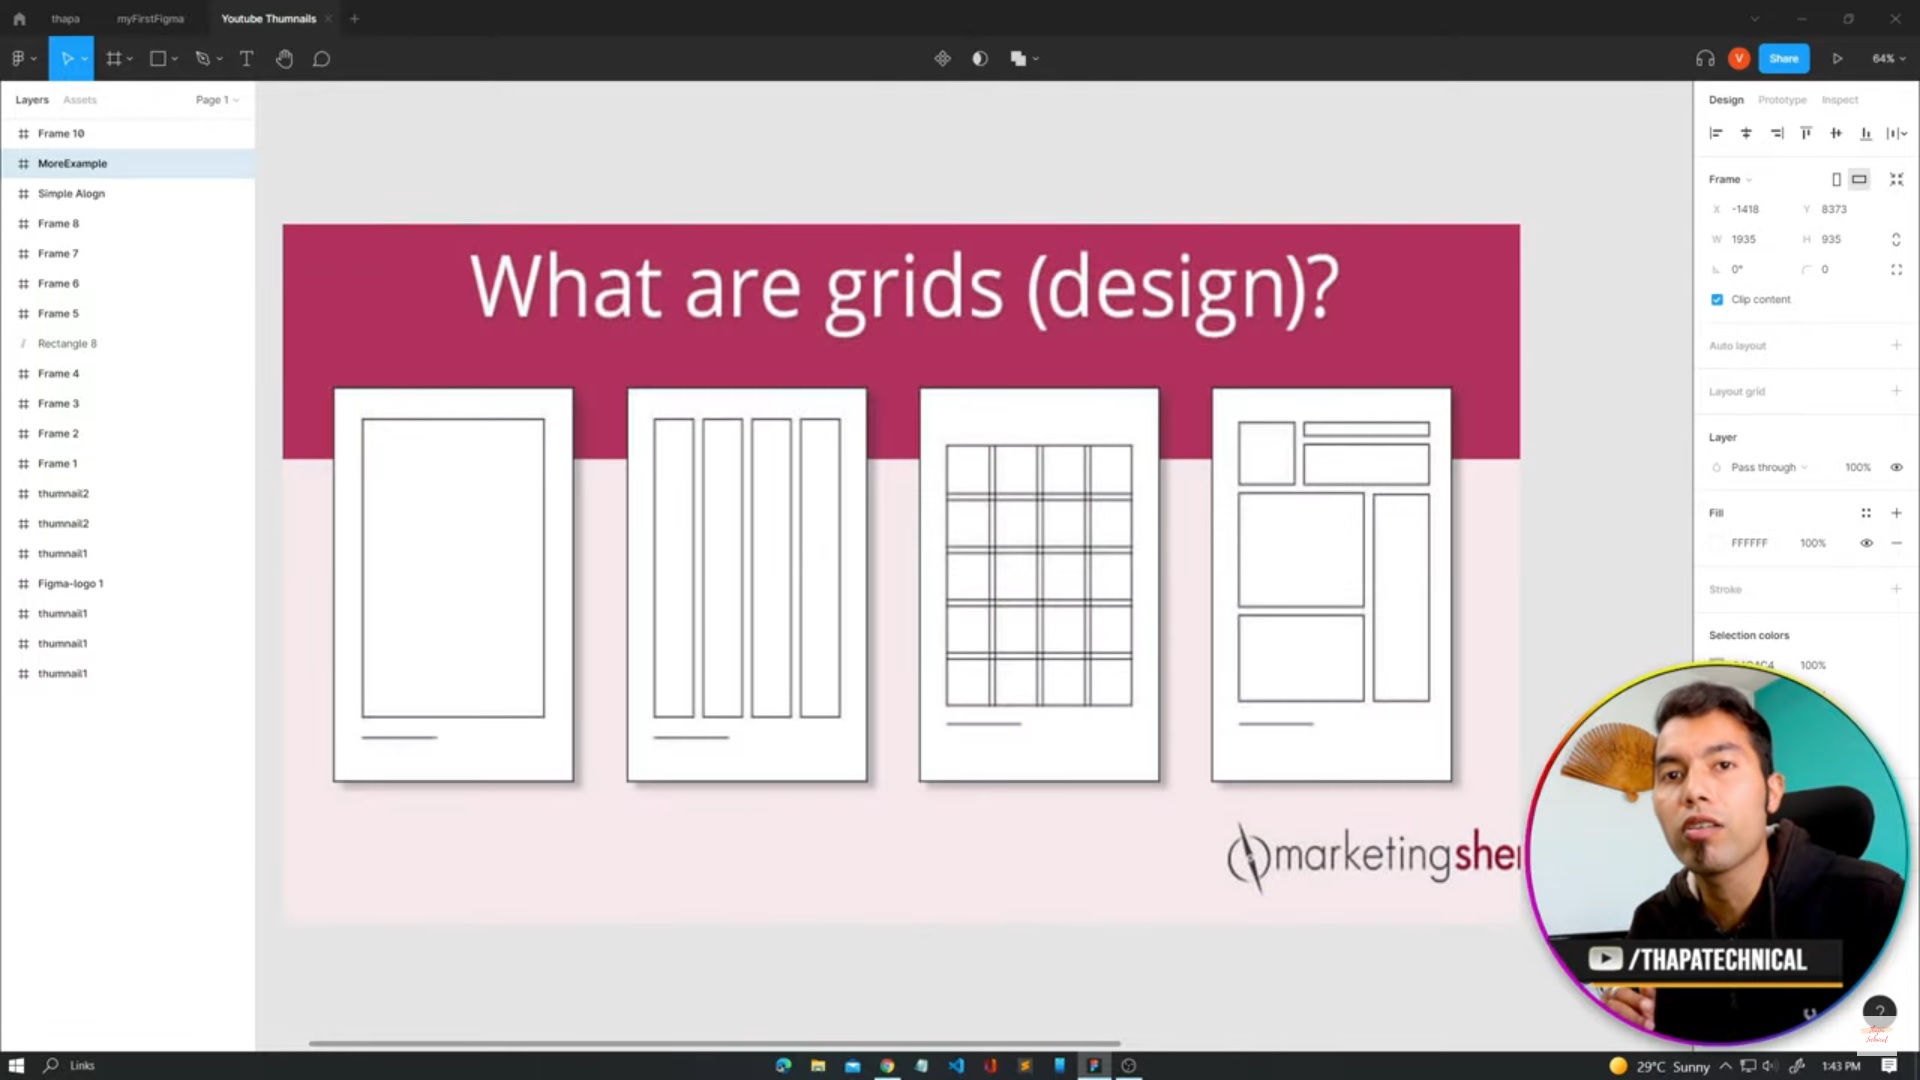 thapa
myFirstFigma
Youtube Thumnails
Share
64%
Layers
Assets
Page 1
Frame 10
MoreExample
Simple Alogn
Frame 8
Frame 7
Frame 6
Frame 5
Rectangle 8
Frame 4
Frame 3
Frame 2
Frame 1
thumnail2
thumnail2
thumnail1
Figma-logo 1
thumnail1
thumnail1
thumnail1
What are grids (design)?
marketingsher
Design
Prototype
Inspect
Frame
X -1418 Y 8373
W 1935 H 935
0° 0
Clip content
Auto layout
Layout grid
Layer
Pass through 100%
Fill
FFFFFF 100%
Stroke
Selection colors
100%
V
/THAPATECHNICAL
?
Links
29°C Sunny
1:43 PM